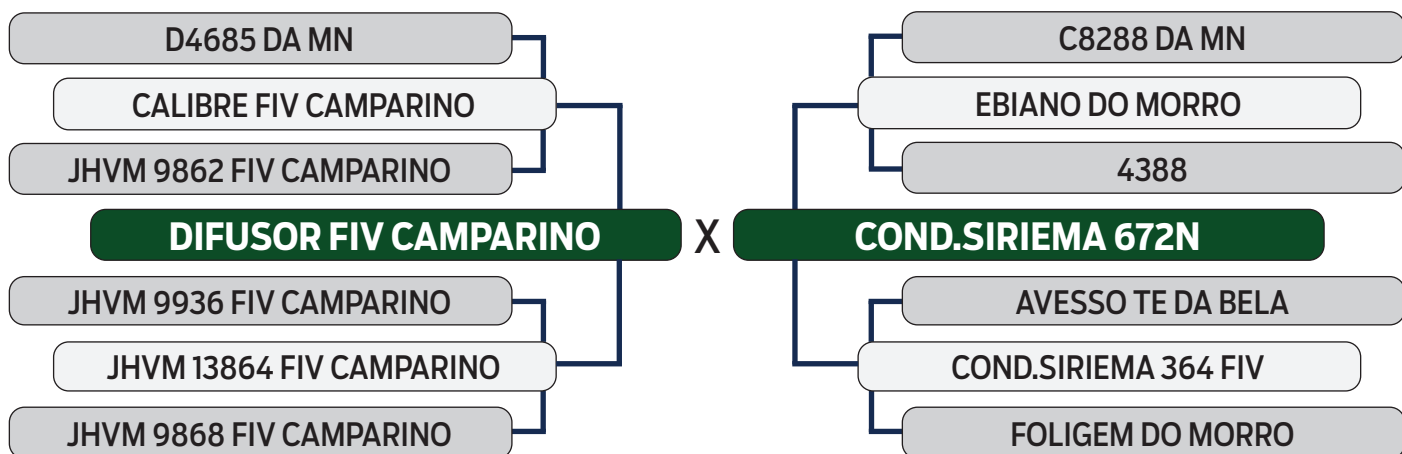 D4685 DA MN
CALIBRE FIV CAMPARINO
JHVM 9862 FIV CAMPARINO
DIFUSOR FIV CAMPARINO
JHVM 9936 FIV CAMPARINO
JHVM 13864 FIV CAMPARINO
JHVM 9868 FIV CAMPARINO
X
C8288 DA MN
EBIANO DO MORRO
4388
COND.SIRIEMA 672N
AVESSO TE DA BELA
COND.SIRIEMA 364 FIV
FOLIGEM DO MORRO